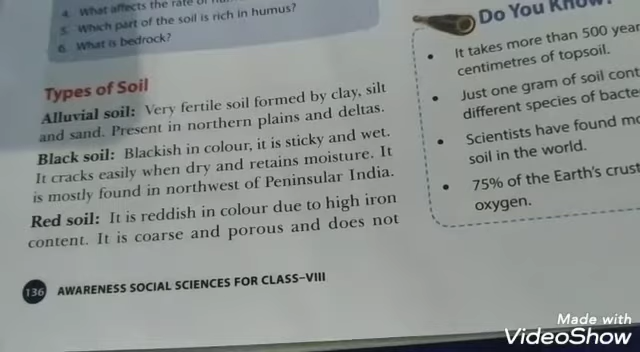 4. What affects the rate of
5. Which part of the soil is rich in humus?
6. What is bedrock?
Types of Soil
Alluvial soil: Very fertile soil formed by clay, silt
and sand. Present in northern plains and deltas.
Black soil: Blackish in colour, it is sticky and wet.
It cracks easily when dry and retains moisture. It
is mostly found in northwest of Peninsular India.
Red soil: It is reddish in colour due to high iron
content. It is coarse and porous and does not
136 AWARENESS SOCIAL SCIENCES FOR CLASS–VIII
Do You Know?
• It takes more than 500 year
centimetres of topsoil.
• Just one gram of soil cont
different species of bacte
• Scientists have found mo
soil in the world.
• 75% of the Earth's crust
oxygen.
Made with
VideoShow